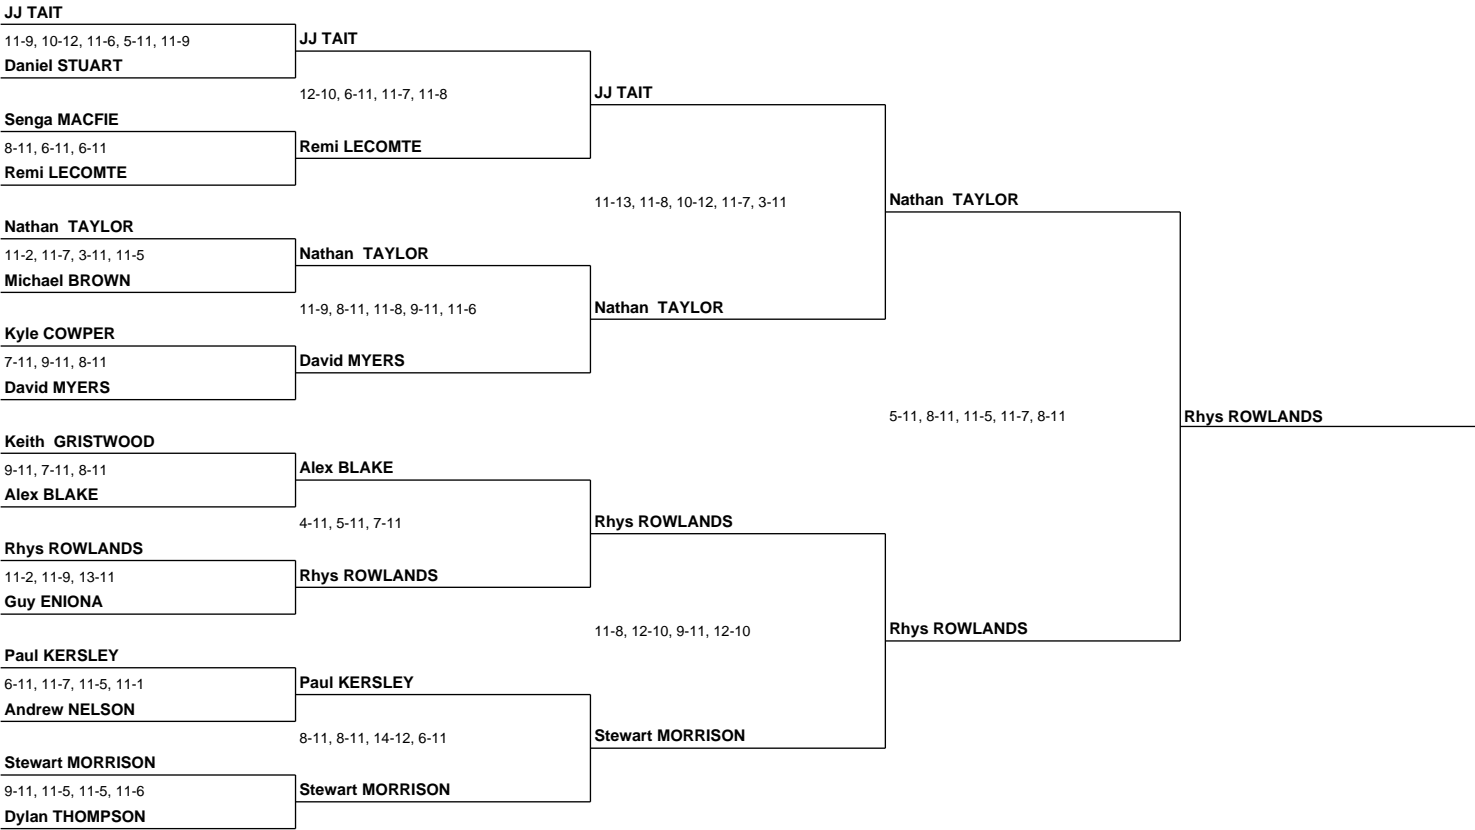 JJ TAIT
11-9, 10-12, 11-6, 5-11, 11-9
Daniel STUART
Senga MACFIE
8-11, 6-11, 6-11
Remi LECOMTE
Nathan  TAYLOR
11-2, 11-7, 3-11, 11-5
Michael BROWN
Kyle COWPER
7-11, 9-11, 8-11
David MYERS
Keith  GRISTWOOD
9-11, 7-11, 8-11
Alex BLAKE
Rhys ROWLANDS
11-2, 11-9, 13-11
Guy ENIONA
Paul KERSLEY
6-11, 11-7, 11-5, 11-1
Andrew NELSON
Stewart MORRISON
9-11, 11-5, 11-5, 11-6
Dylan THOMPSON
JJ TAIT
12-10, 6-11, 11-7, 11-8
Remi LECOMTE
Nathan  TAYLOR
11-9, 8-11, 11-8, 9-11, 11-6
David MYERS
Alex BLAKE
4-11, 5-11, 7-11
Rhys ROWLANDS
Paul KERSLEY
8-11, 8-11, 14-12, 6-11
Stewart MORRISON
JJ TAIT
11-13, 11-8, 10-12, 11-7, 3-11
Nathan  TAYLOR
Rhys ROWLANDS
11-8, 12-10, 9-11, 12-10
Stewart MORRISON
Nathan  TAYLOR
5-11, 8-11, 11-5, 11-7, 8-11
Rhys ROWLANDS
Rhys ROWLANDS